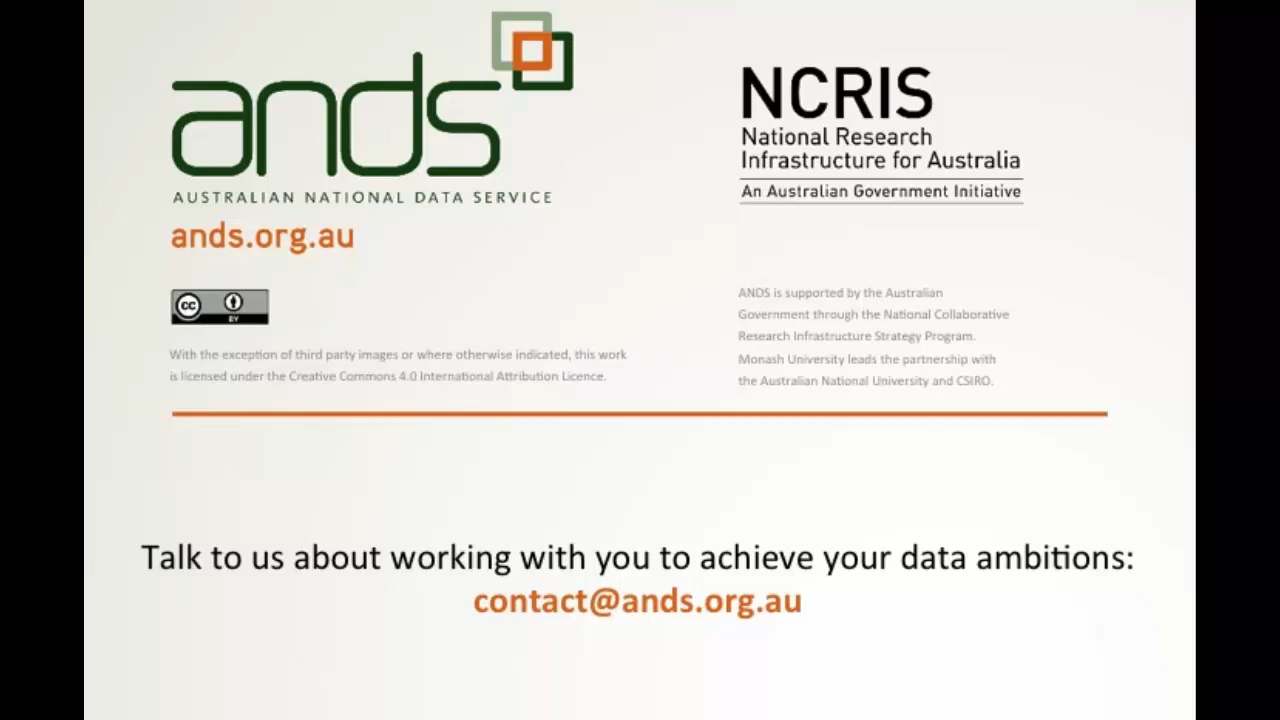 ands
AUSTRALIAN NATIONAL DATA SERVICE
ands.org.au
cc
BY
With the exception of third party images or where otherwise indicated, this work
is licensed under the Creative Commons 4.0 International Attribution Licence.
NCRIS
National Research
Infrastructure for Australia
An Australian Government Initiative
ANDS is supported by the Australian
Government through the National Collaborative
Research Infrastructure Strategy Program.
Monash University leads the partnership with
the Australian National University and CSIRO.
Talk to us about working with you to achieve your data ambitions:
contact@ands.org.au